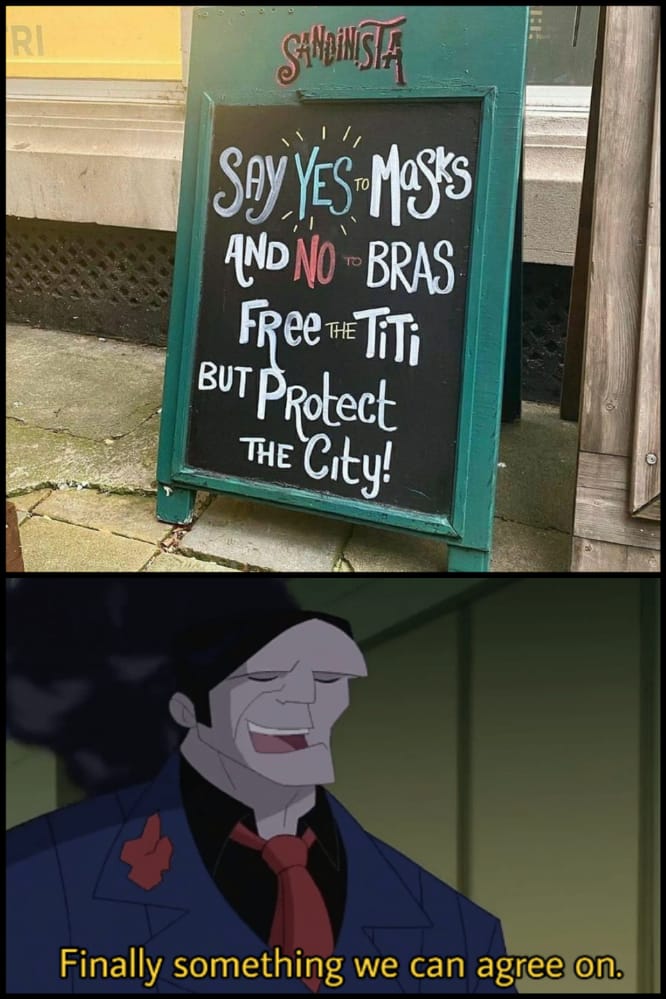 RI
SANDINISTA
SAY YES TO MASKS
AND NO TO BRAS
FRee THE TiTi
BUT PRotect
THE City!
Finally something we can agree on.